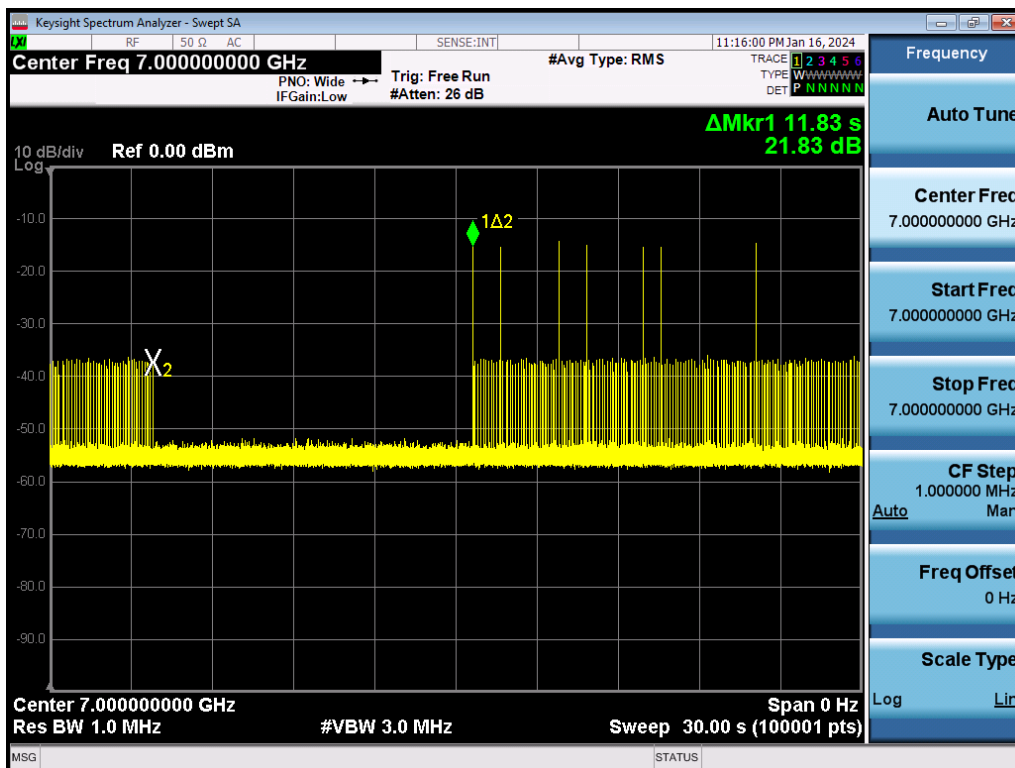 Keysight Spectrum Analyzer - Swept SA
LXI RF 50 Ω AC SENSE:INT 11:16:00 PM Jan 16, 2024
Center Freq 7.000000000 GHz
#Avg Type: RMS
TRACE 1 2 3 4 5 6
PNO: Wide
Trig: Free Run
TYPE WWWWWW
IFGain:Low
#Atten: 26 dB
DET P N N N N N
ΔMkr1 11.83 s
21.83 dB
10 dB/div
Log
Ref 0.00 dBm
-10.0
1Δ2
-20.0
-30.0
X2
-40.0
-50.0
-60.0
-70.0
-80.0
-90.0
Center 7.000000000 GHz Span 0 Hz
Res BW 1.0 MHz #VBW 3.0 MHz Sweep 30.00 s (100001 pts)
MSG STATUS
Frequency
Auto Tune
Center Freq
7.000000000 GHz
Start Freq
7.000000000 GHz
Stop Freq
7.000000000 GHz
CF Step
1.000000 MHz
Auto Man
Freq Offset
0 Hz
Scale Type
Log Lin